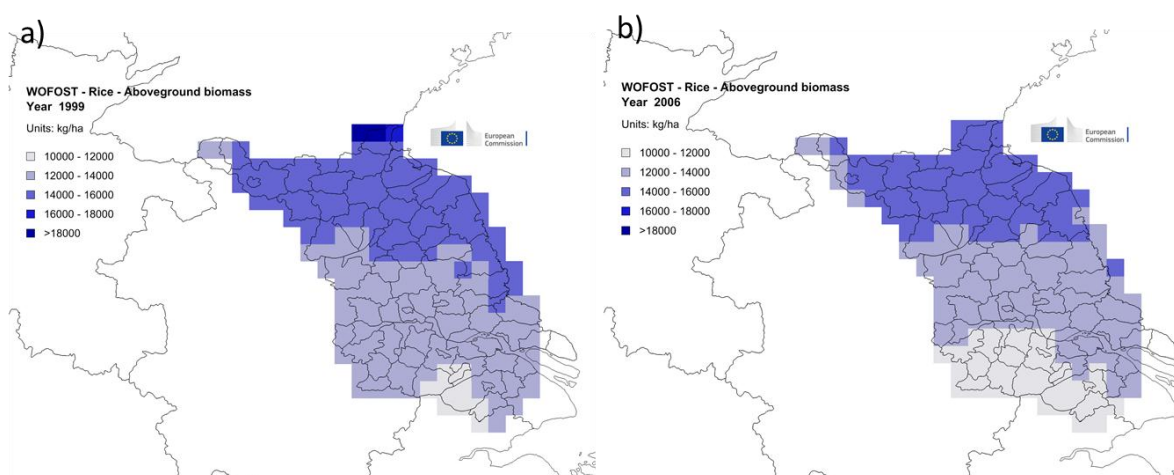 a)
WOFOST - Rice - Aboveground biomass
Year 1999
Units: kg/ha
10000 - 12000
12000 - 14000
14000 - 16000
16000 - 18000
>18000
European
Commission
b)
WOFOST - Rice - Aboveground biomass
Year 2006
Units: kg/ha
10000 - 12000
12000 - 14000
14000 - 16000
16000 - 18000
>18000
European
Commission